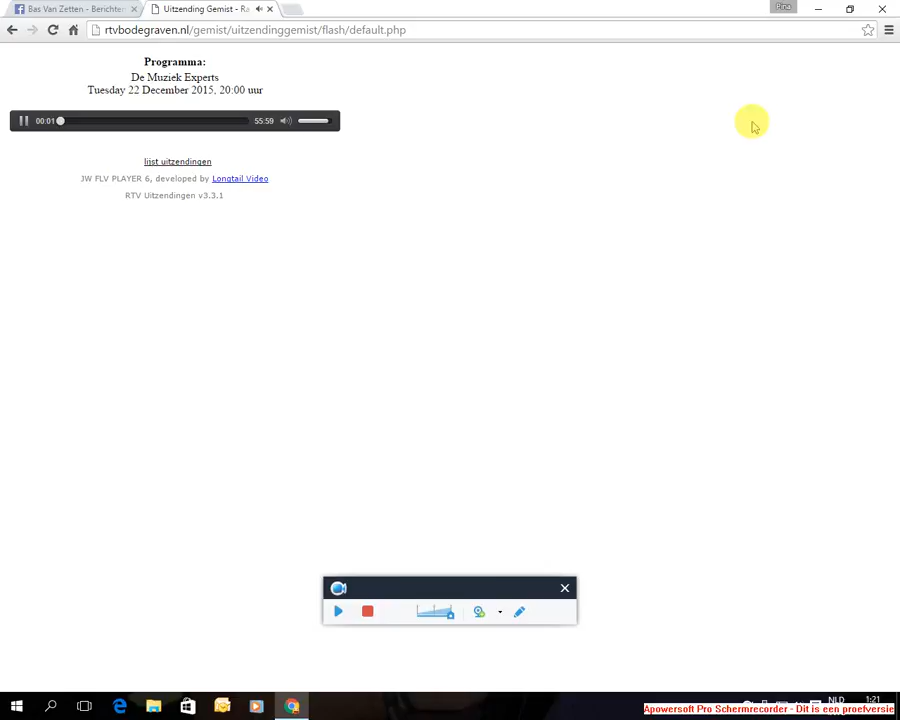 Bas Van Zetten - Berichten
Uitzending Gemist - Ra
Pina
rtvbodegraven.nl/gemist/uitzendinggemist/flash/default.php
Programma:
De Muziek Experts
Tuesday 22 December 2015, 20:00 uur
00:01
55:59
lijst uitzendingen
JW FLV PLAYER 6, developed by Longtail Video
RTV Uitzendingen v3.3.1
NLD
1:21
Apowersoft Pro Schermrecorder - Dit is een proefversie